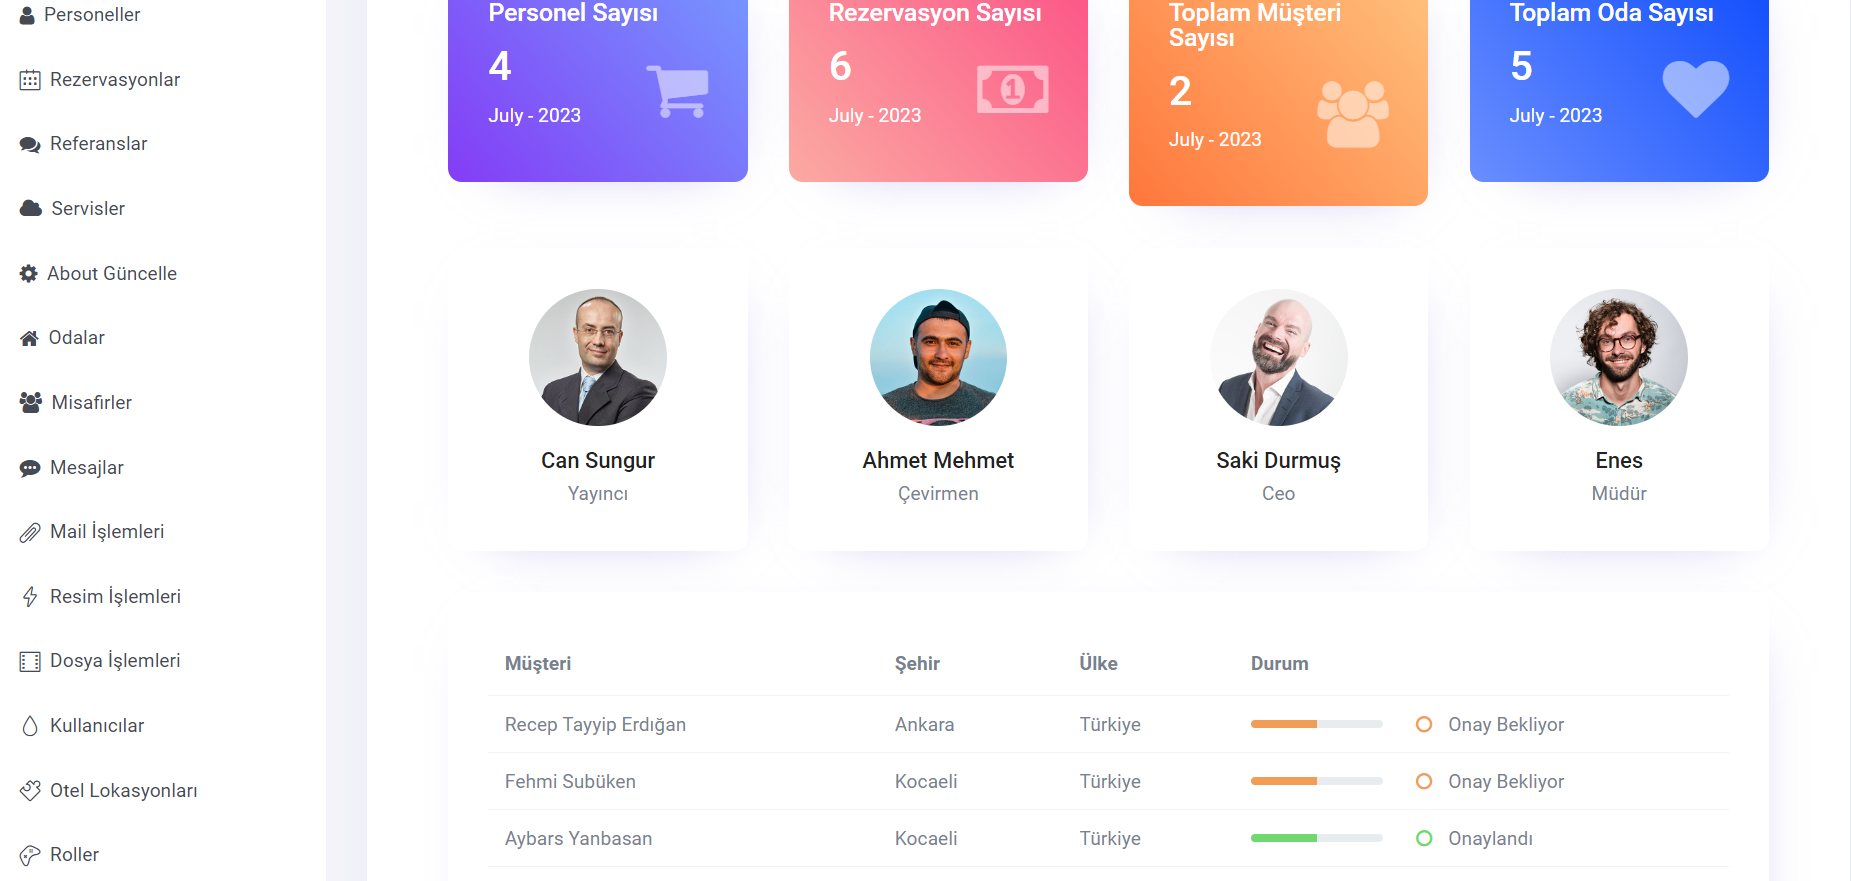 Personeller
Rezervasyonlar
Referanslar
Servisler
About Güncelle
Odalar
Misafirler
Mesajlar
Mail İşlemleri
Resim İşlemleri
Dosya İşlemleri
Kullanıcılar
Otel Lokasyonları
Roller
Personel Sayısı
4
July - 2023
Rezervasyon Sayısı
6
July - 2023
1
Toplam Müşteri
Sayısı
2
July - 2023
Toplam Oda Sayısı
5
July - 2023
Can Sungur
Yayıncı
Ahmet Mehmet
Çevirmen
Saki Durmuş
Ceo
Enes
Müdür
Müşteri Şehir Ülke Durum
Recep Tayyip Erdığan Ankara Türkiye Onay Bekliyor
Fehmi Subüken Kocaeli Türkiye Onay Bekliyor
Aybars Yanbasan Kocaeli Türkiye Onaylandı